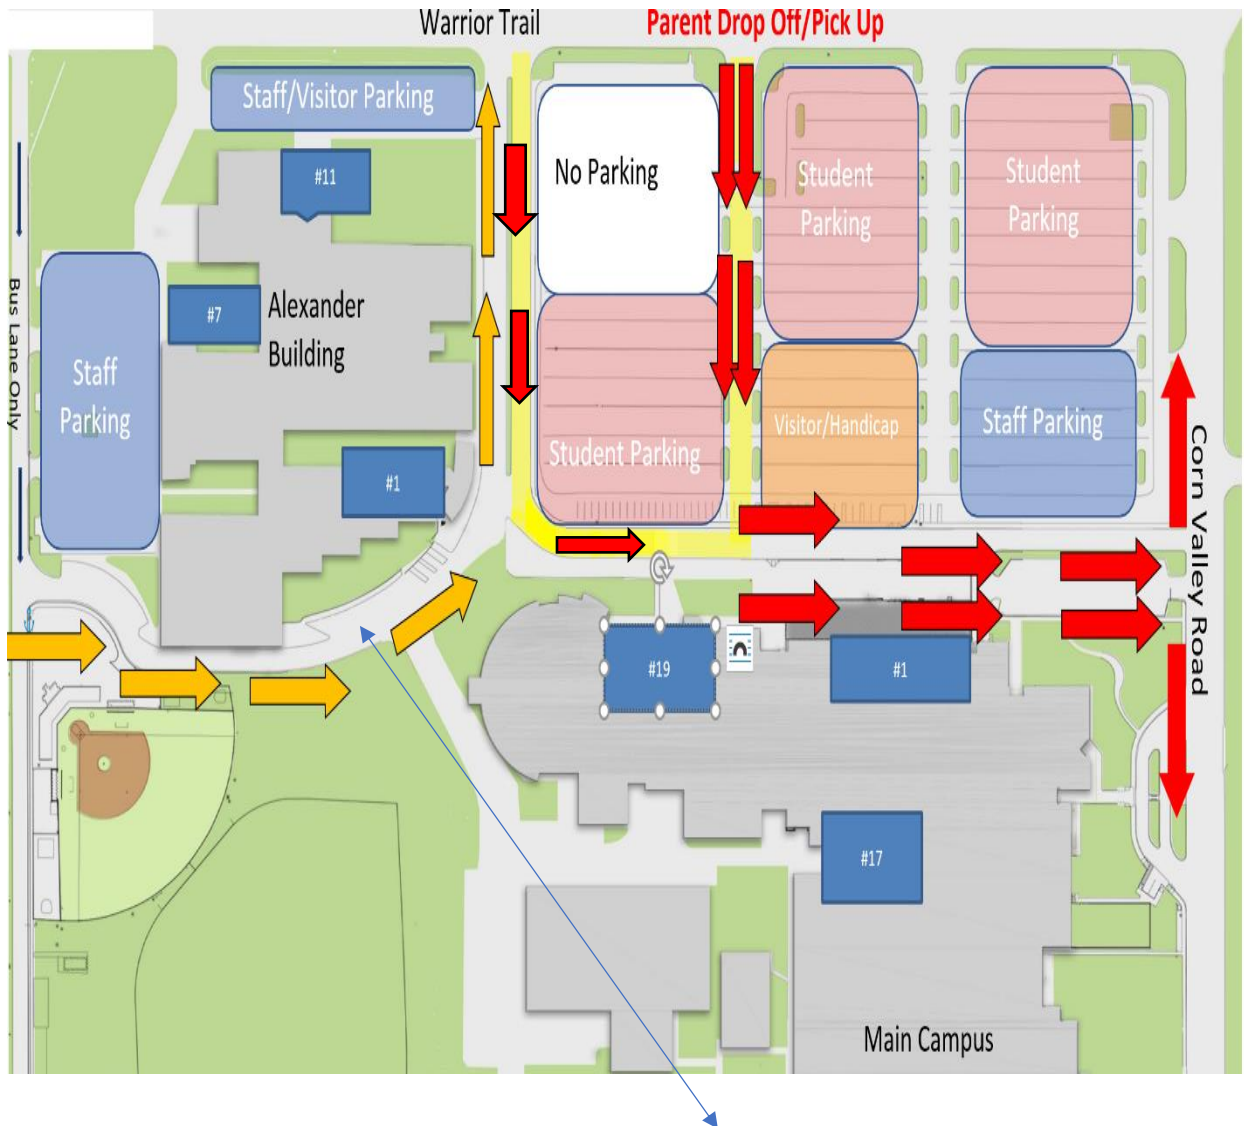 Warrior Trail
Parent Drop Off/Pick Up
Staff/Visitor Parking
No Parking
Student
Parking
Student
Parking
#11
Bus Lane Only
#7
Alexander
Building
Staff
Parking
Student Parking
Visitor/Handicap
Staff Parking
#1
Corn Valley Road
#19
#1
#17
Main Campus